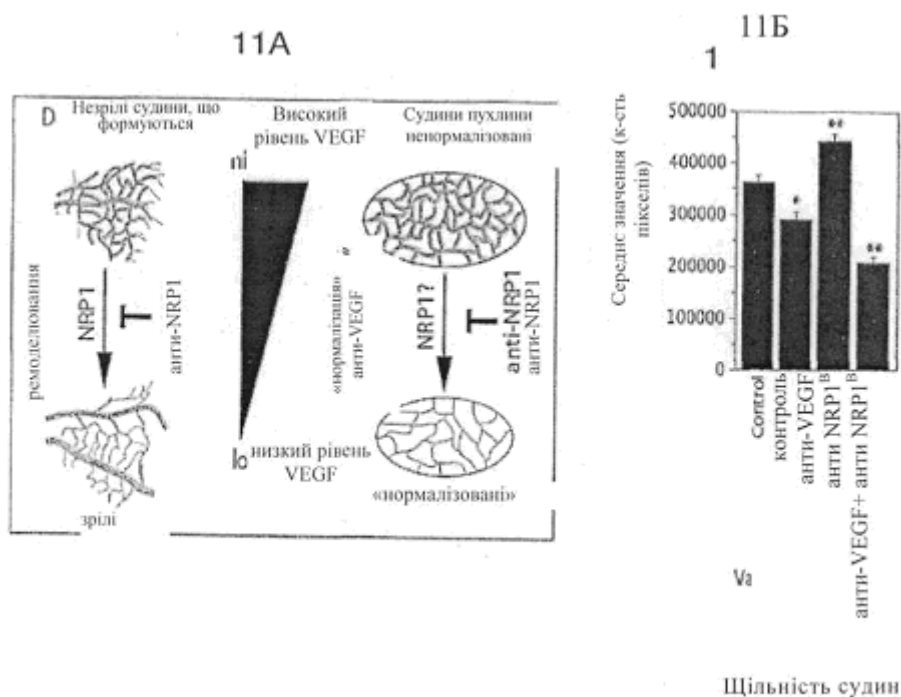 11А
D
Незрілі судини, що
формуються
Високий
рівень VEGF
Судини пухлини
ненормалізовані
ni
ремоделювання
NRP1
анти-NRP1
«нормалізація»
анти-VEGF
NRP1?
anti-NRP1
анти-NRP1
lo
низкий рівень
VEGF
зрілі
«нормалізовані»
11Б
1
Середнє значення (к-сть
пікселів)
500000
400000
300000
200000
100000
0
*
**
**
Control
контроль
анти-VEGF
анти NRP1ᴮ
анти-VEGF+ анти NRP1ᴮ
Va
Щільність судин